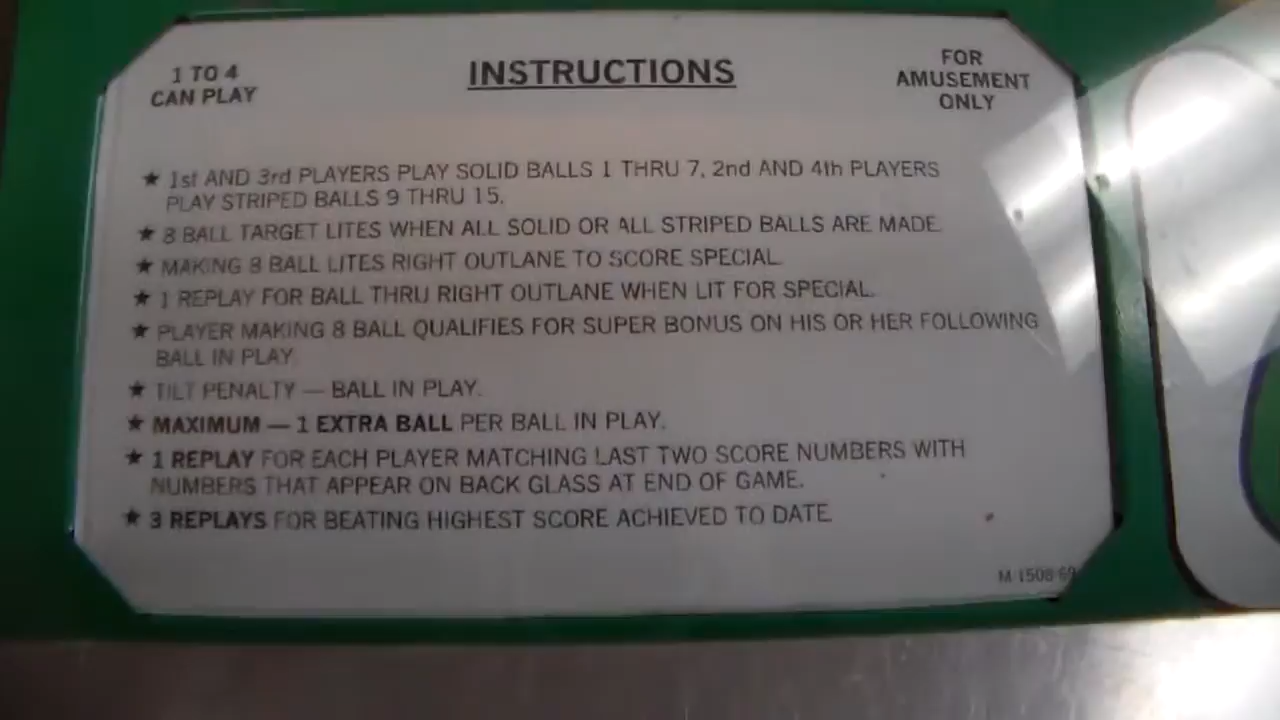 1 TO 4
CAN PLAY
INSTRUCTIONS
FOR
AMUSEMENT
ONLY
★ 1st AND 3rd PLAYERS PLAY SOLID BALLS 1 THRU 7, 2nd AND 4th PLAYERS
PLAY STRIPED BALLS 9 THRU 15.
★ 8 BALL TARGET LITES WHEN ALL SOLID OR ALL STRIPED BALLS ARE MADE.
★ MAKING 8 BALL LITES RIGHT OUTLANE TO SCORE SPECIAL.
★ 1 REPLAY FOR BALL THRU RIGHT OUTLANE WHEN LIT FOR SPECIAL.
★ PLAYER MAKING 8 BALL QUALIFIES FOR SUPER BONUS ON HIS OR HER FOLLOWING
BALL IN PLAY.
★ TILT PENALTY — BALL IN PLAY.
★ MAXIMUM — 1 EXTRA BALL PER BALL IN PLAY.
★ 1 REPLAY FOR EACH PLAYER MATCHING LAST TWO SCORE NUMBERS WITH
NUMBERS THAT APPEAR ON BACK GLASS AT END OF GAME.
★ 3 REPLAYS FOR BEATING HIGHEST SCORE ACHIEVED TO DATE.
M-1508-69